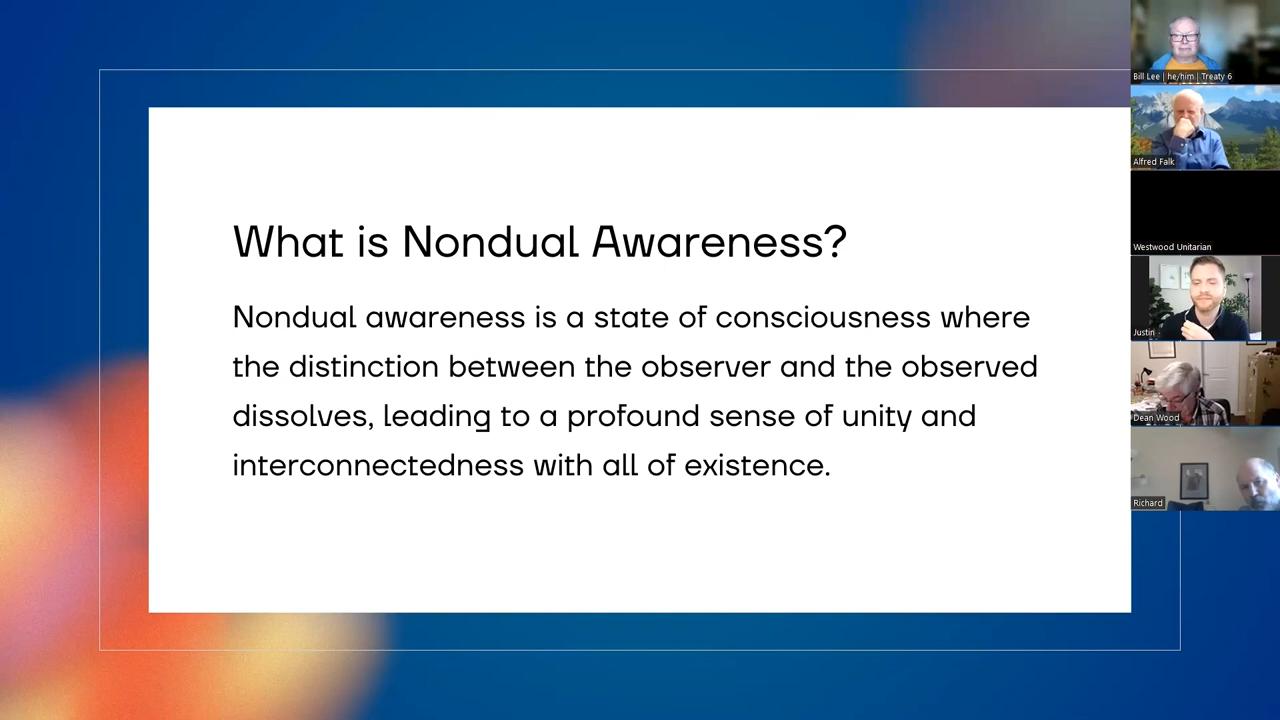 What is Nondual Awareness?
Nondual awareness is a state of consciousness where
the distinction between the observer and the observed
dissolves, leading to a profound sense of unity and
interconnectedness with all of existence.
Bill Lee | he/him | Treaty 6
Alfred Falk
Westwood Unitarian
Justin
Dean Wood
Richard